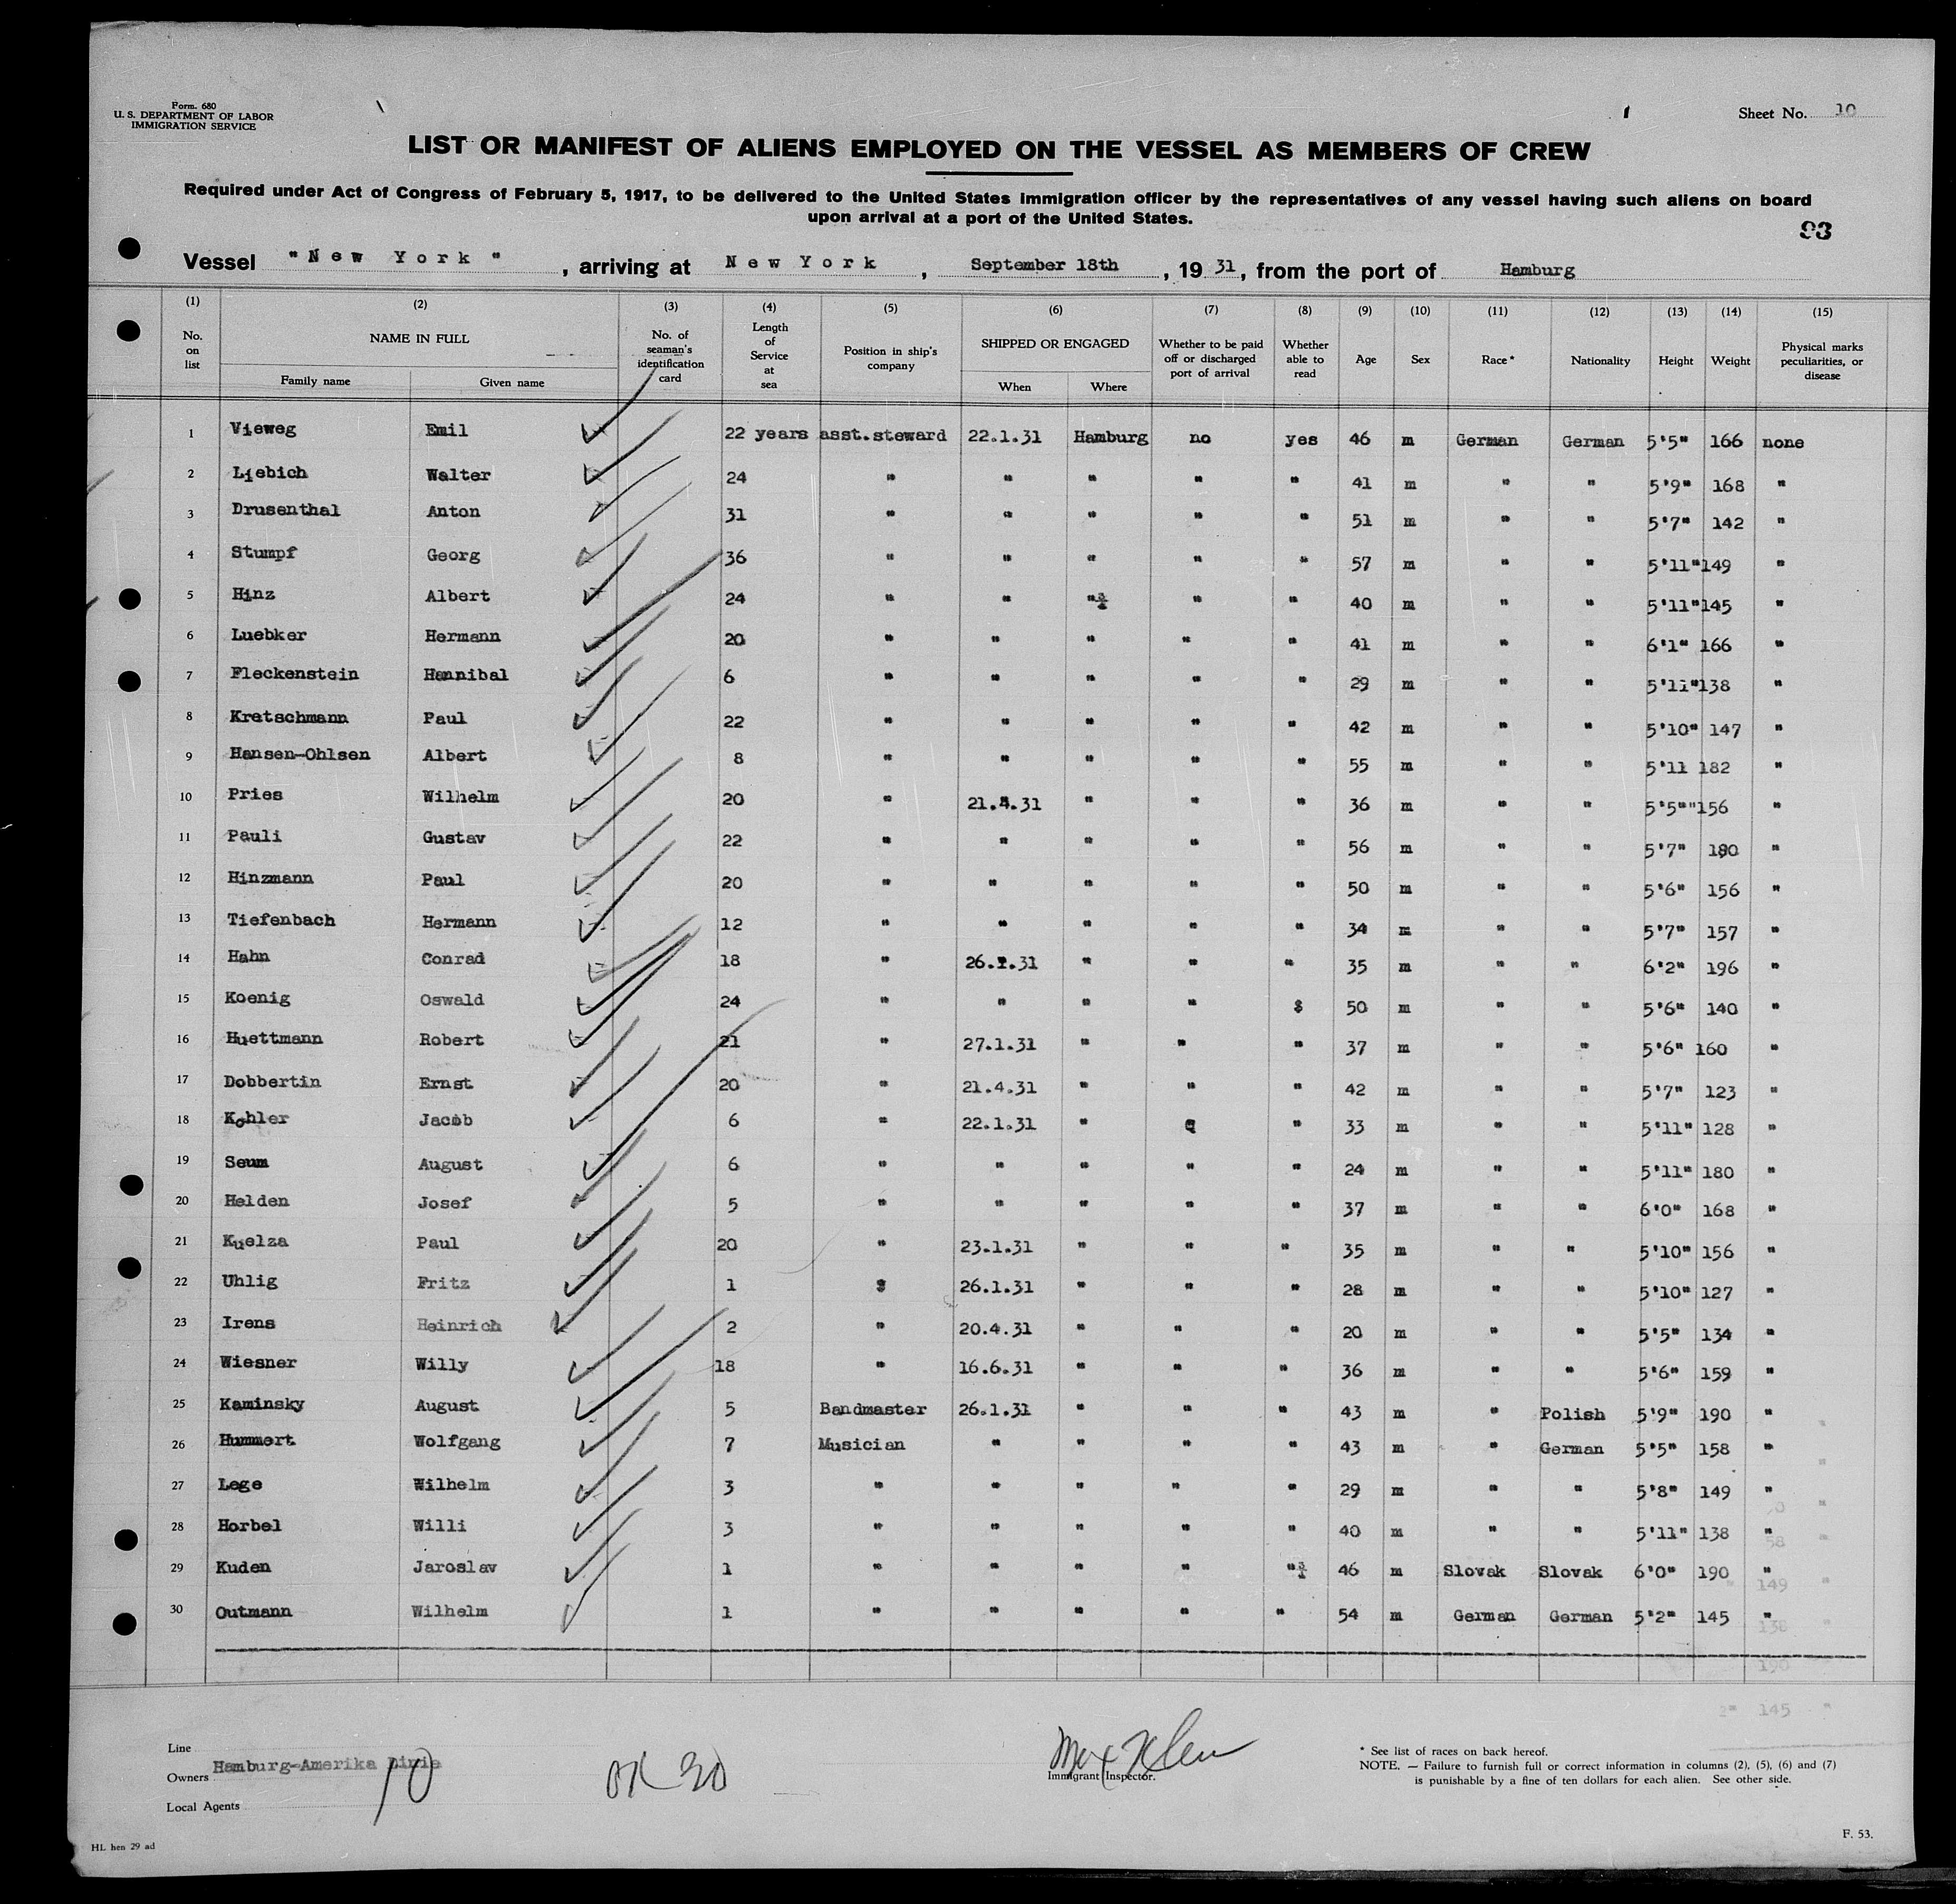 Form. 680
U. S. DEPARTMENT OF LABOR
IMMIGRATION SERVICE
Sheet No. 10
LIST OR MANIFEST OF ALIENS EMPLOYED ON THE VESSEL AS MEMBERS OF CREW
Required under Act of Congress of February 5, 1917, to be delivered to the United States Immigration officer by the representatives of any vessel having such aliens on board
upon arrival at a port of the United States.
93
Vessel "New York", arriving at New York, September 18th, 19 31, from the port of Hamburg
(1) (2) (3) (4) (5) (6) (7) (8) (9) (10) (11) (12) (13) (14) (15)
No. on list NAME IN FULL Family name Given name No. of seaman's identification card Length of Service at sea Position in ship's company SHIPPED OR ENGAGED When Where Whether to be paid off or discharged port of arrival Whether able to read Age Sex Race* Nationality Height Weight Physical marks peculiarities, or disease
1 Vieweg Emil 22 years asst.steward 22.1.31 Hamburg no yes 46 m German German 5'5" 166 none
2 Liebich Walter 24 " " " " " 41 m " " 5'9" 168 "
3 Drusenthal Anton 31 " " " " " 51 m " " 5'7" 142 "
4 Stumpf Georg 36 " " " " " 57 m " " 5'11" 149 "
5 Hinz Albert 24 " " " " " 40 m " " 5'11" 145 "
6 Luebker Hermann 20 " " " " " 41 m " " 6'1" 166 "
7 Fleckenstein Hannibal 6 " " " " " 29 m " " 5'11" 138 "
8 Kretschmann Paul 22 " " " " " 42 m " " 5'10" 147 "
9 Hansen-Ohlsen Albert 8 " " " " " 55 m " " 5'11 182 "
10 Pries Wilhelm 20 " 21.4.31 " " " 36 m " " 5'5"" 156 "
11 Pauli Gustav 22 " " " " " 56 m " " 5'7" 180 "
12 Hinzmann Paul 20 " " " " " 50 m " " 5'6" 156 "
13 Tiefenbach Hermann 12 " " " " " 34 m " " 5'7" 157 "
14 Hahn Conrad 18 " 26.1.31 " " " 35 m " " 6'2" 196 "
15 Koenig Oswald 24 " " " " 50 m " " 5'6" 140 "
16 Huettmann Robert 21 " 27.1.31 " " " 37 m " " 5'6" 160 "
17 Dobbertin Ernst 20 " 21.4.31 " " " 42 m " " 5'7" 123 "
18 Kohler Jacob 6 " 22.1.31 " " 33 m " " 5'11" 128 "
19 Seum August 6 " " " " " 24 m " " 5'11" 180 "
20 Helden Josef 5 " " " " " 37 m " " 6'0" 168 "
21 Kuelza Paul 20 " 23.1.31 " " " 35 m " " 5'10" 156 "
22 Uhlig Fritz 1 26.1.31 " " " 28 m " " 5'10" 127 "
23 Irens Heinrich 2 " 20.4.31 " " " 20 m " " 5'5" 134 "
24 Wiesner Willy 18 " 16.6.31 " " " 36 m " " 5'6" 159 "
25 Kaminsky August 5 Bandmaster 26.1.31 " " " 43 m " Polish 5'9" 190 "
26 Hummert Wolfgang 7 Musician " " " " 43 m " German 5'5" 158 "
27 Lege Wilhelm 3 " " " " " 29 m " " 5'8" 149 "
28 Horbel Willi 3 " " " " " 40 m " " 5'11" 138 "
29 Kuden Jaroslav 1 " " " " " 46 m Slovak Slovak 6'0" 190 "
30 Outmann Wilhelm 1 " " " " " 54 m German German 5'2" 145 "
Line
Owners Hamburg-Amerika Linie
Local Agents
10
OK 30
Max Klein
Immigrant Inspector.
* See list of races on back hereof.
NOTE. — Failure to furnish full or correct information in columns (2), (5), (6) and (7)
is punishable by a fine of ten dollars for each alien. See other side.
HL hen 29 ad
F. 53.